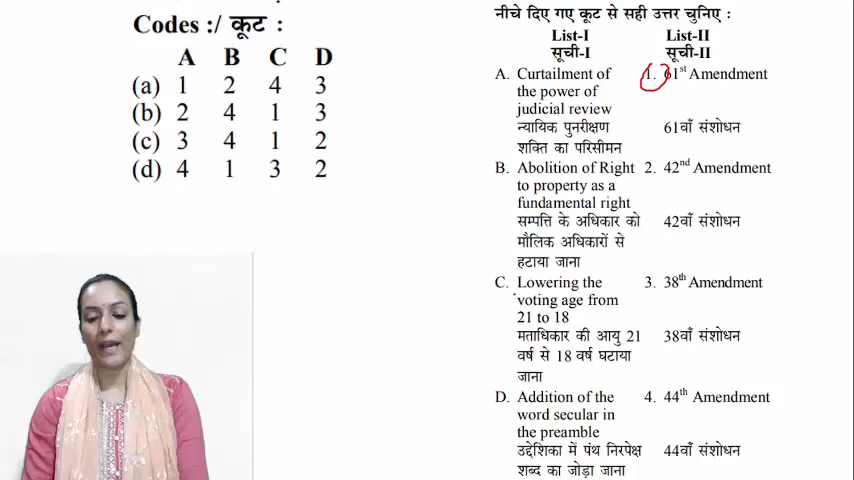 Codes :/ कूट :
A B C D
(a) 1 2 4 3
(b) 2 4 1 3
(c) 3 4 1 2
(d) 4 1 3 2
नीचे दिए गए कूट से सही उत्तर चुनिए :
List-I List-II
सूची-I सूची-II
A. Curtailment of 1. 61st Amendment
the power of
judicial review
न्यायिक पुनरीक्षण 61वाँ संशोधन
शक्ति का परिसीमन
B. Abolition of Right 2. 42nd Amendment
to property as a
fundamental right
सम्पत्ति के अधिकार को 42वाँ संशोधन
मौलिक अधिकारों से
हटाया जाना
C. Lowering the 3. 38th Amendment
voting age from
21 to 18
मताधिकार की आयु 21 38वाँ संशोधन
वर्ष से 18 वर्ष घटाया
जाना
D. Addition of the 4. 44th Amendment
word secular in
the preamble
उद्देशिका में पंथ निरपेक्ष 44वाँ संशोधन
शब्द का जोड़ा जाना